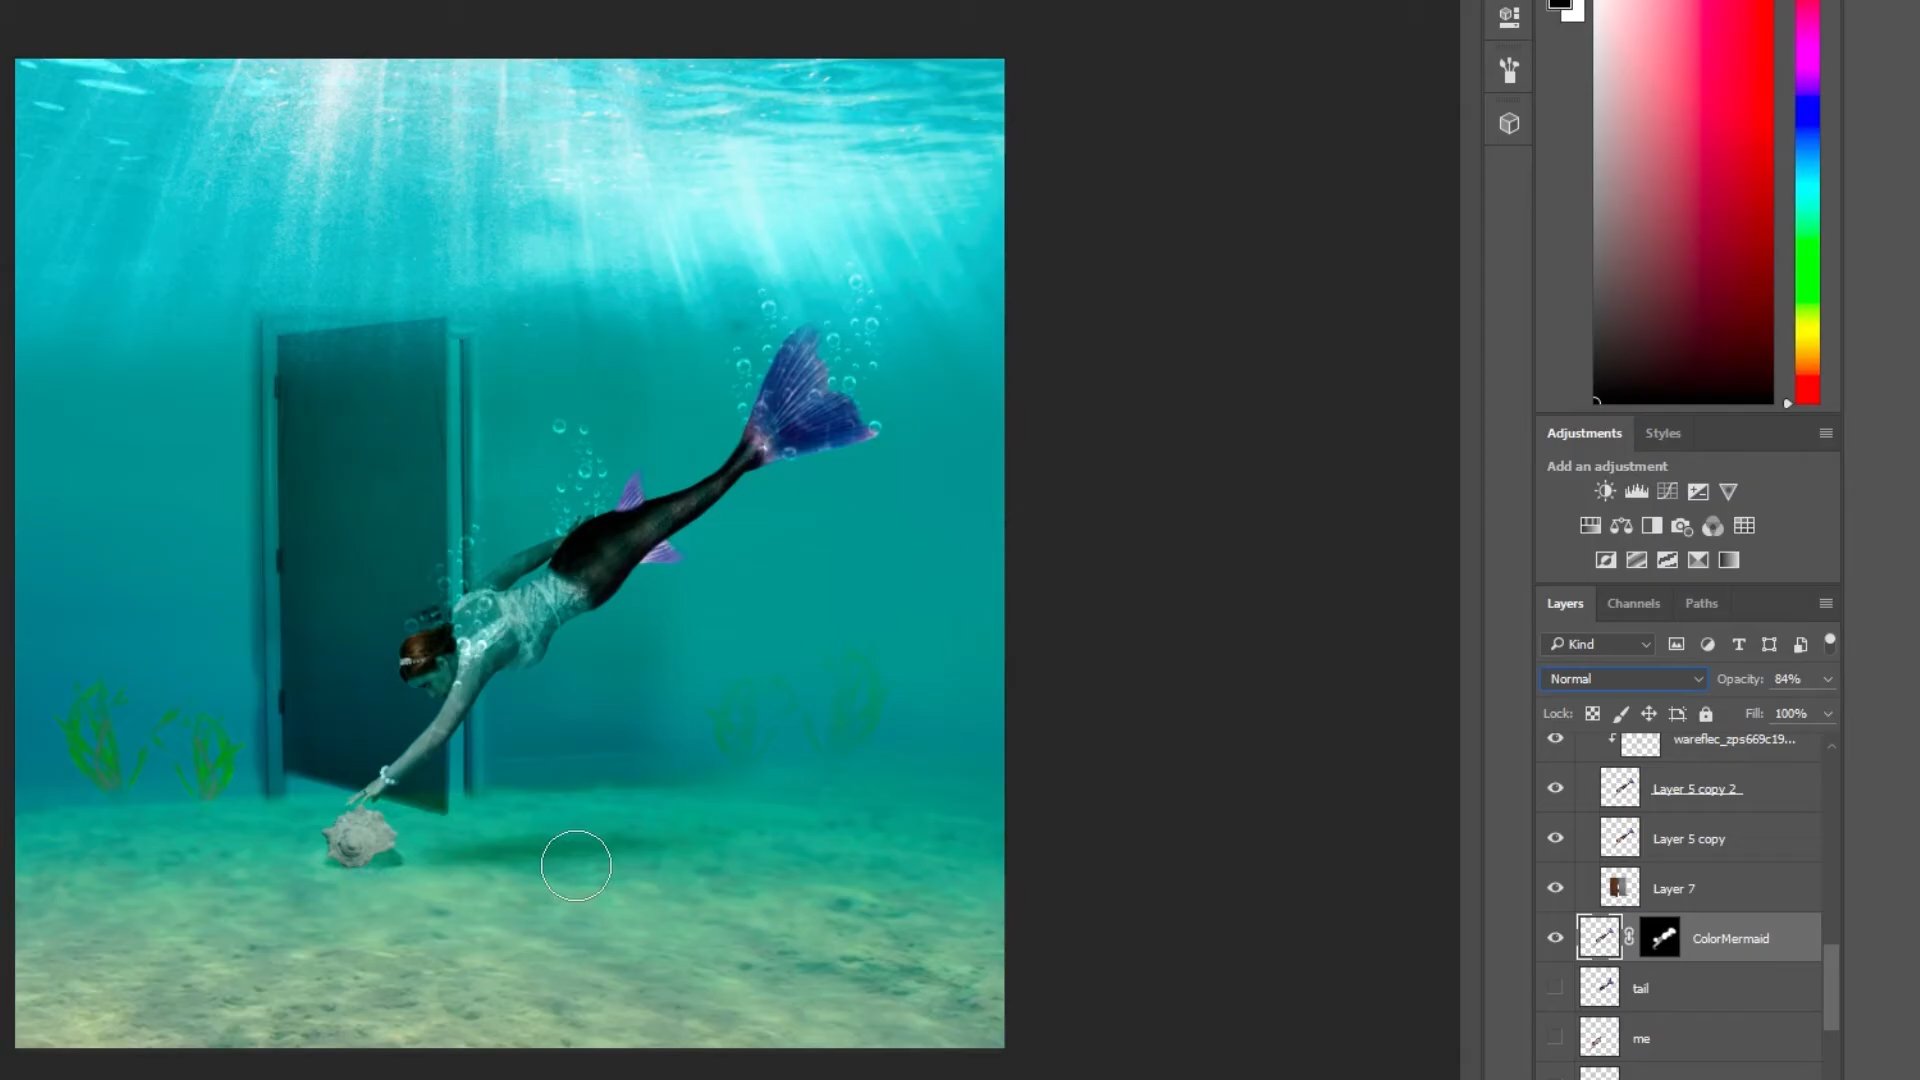 Adjustments Styles
Add an adjustment
Layers Channels Paths
Kind
Normal Opacity: 84%
Lock: Fill: 100%
wareflec_zps669c19...
Layer 5 copy 2
Layer 5 copy
Layer 7
ColorMermaid
tail
me